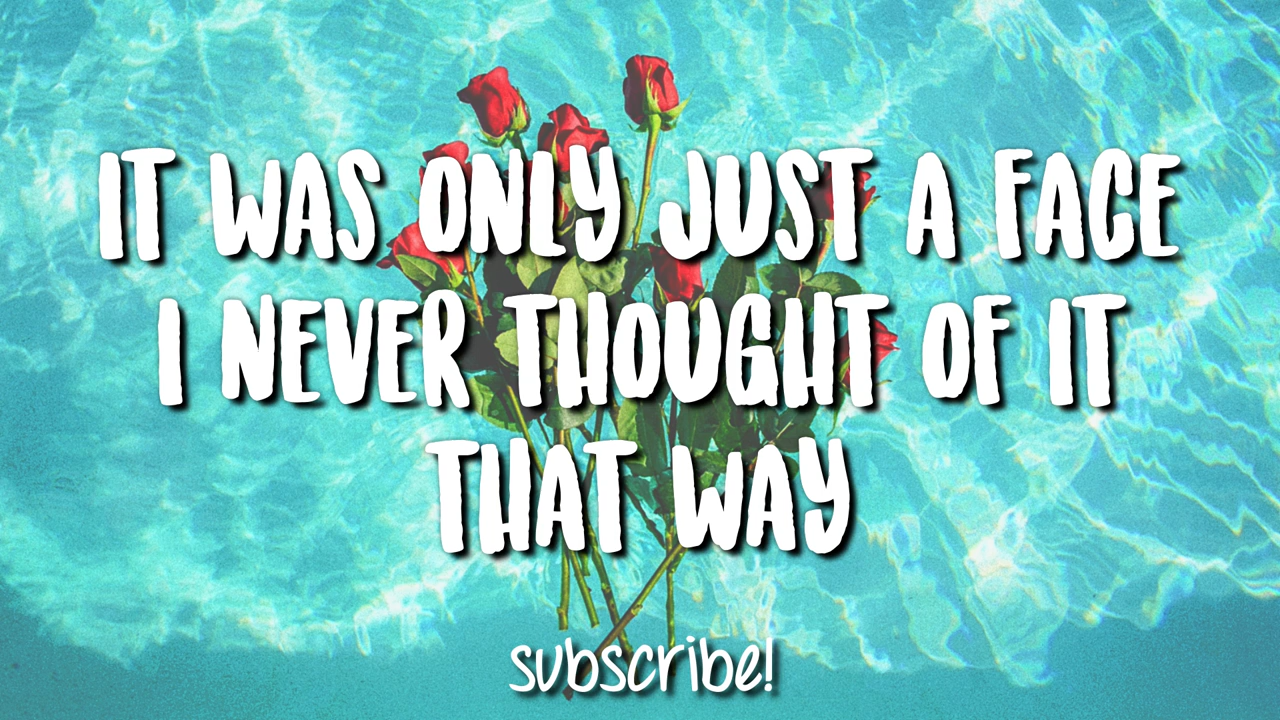 IT WAS ONLY JUST A FACE
I NEVER THOUGHT OF IT
THAT WAY
subscribe!